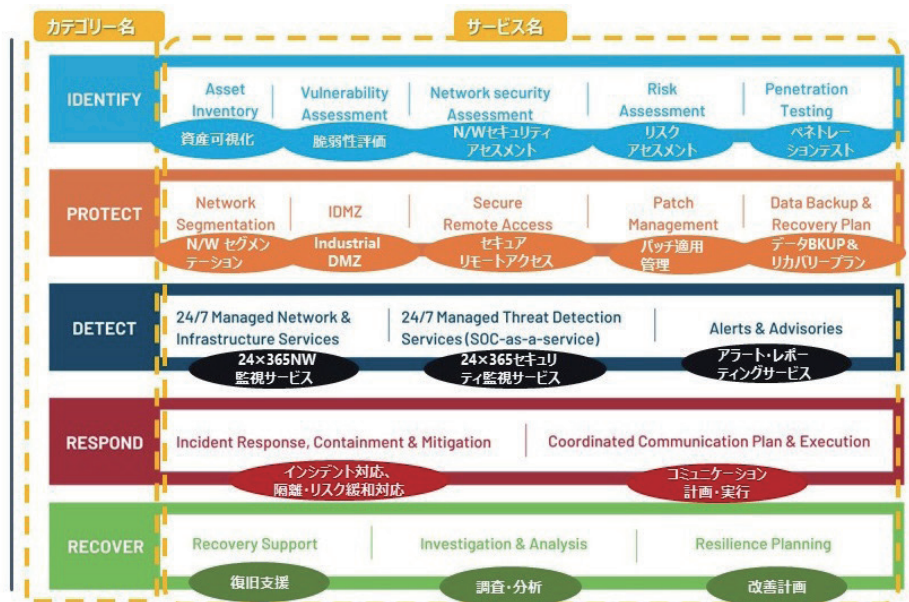 カテゴリー名
サービス名
IDENTIFY
Asset
Inventory
資産可視化
Vulnerability
Assessment
脆弱性評価
Network security
Assessment
N/Wセキュリティ
アセスメント
Risk
Assessment
リスク
アセスメント
Penetration
Testing
ペネトレー
ションテスト
PROTECT
Network
Segmentation
N/W セグメン
テーション
IDMZ
Industrial
DMZ
Secure
Remote Access
セキュア
リモートアクセス
Patch
Management
パッチ適用
管理
Data Backup &
Recovery Plan
データBKUP&
リカバリープラン
DETECT
24/7 Managed Network &
Infrastructure Services
24×365NW
監視サービス
24/7 Managed Threat Detection
Services (SOC-as-a-service)
24×365セキュリ
ティ監視サービス
Alerts & Advisories
アラート・レポー
ティングサービス
RESPOND
Incident Response, Containment & Mitigation
インシデント対応、
隔離・リスク緩和対応
Coordinated Communication Plan & Execution
コミュニケーション
計画・実行
RECOVER
Recovery Support
復旧支援
Investigation & Analysis
調査・分析
Resilience Planning
改善計画